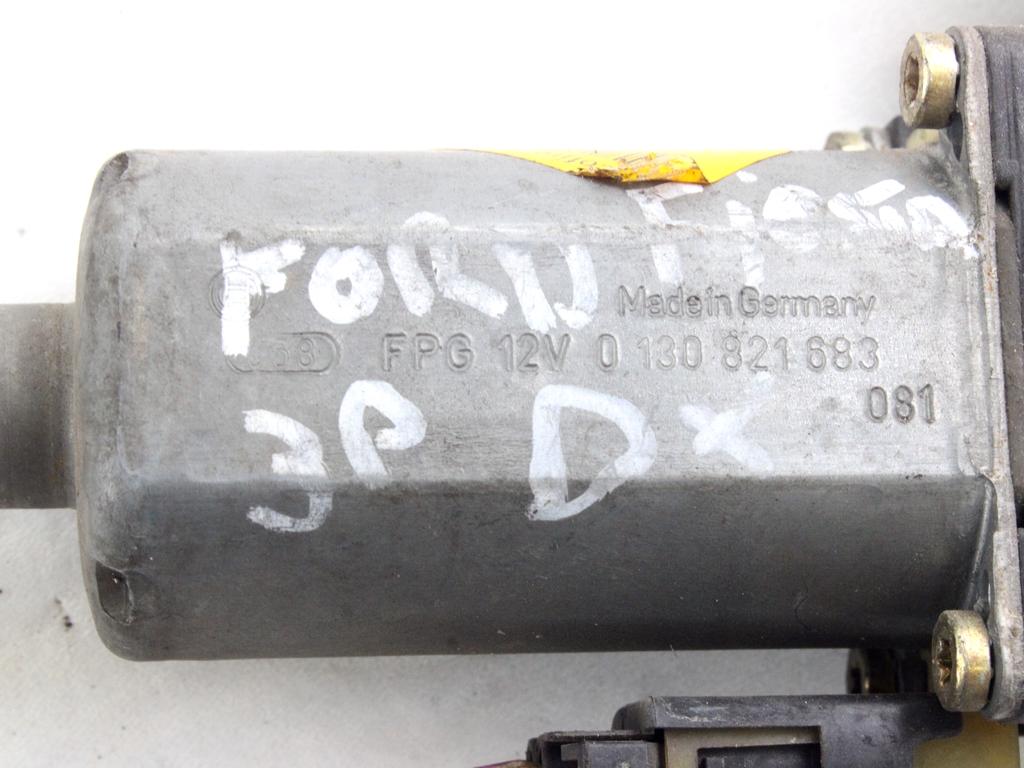 FORD Fiesta
Made in Germany
FPG 12V 0 130 821 683
081
3P DX